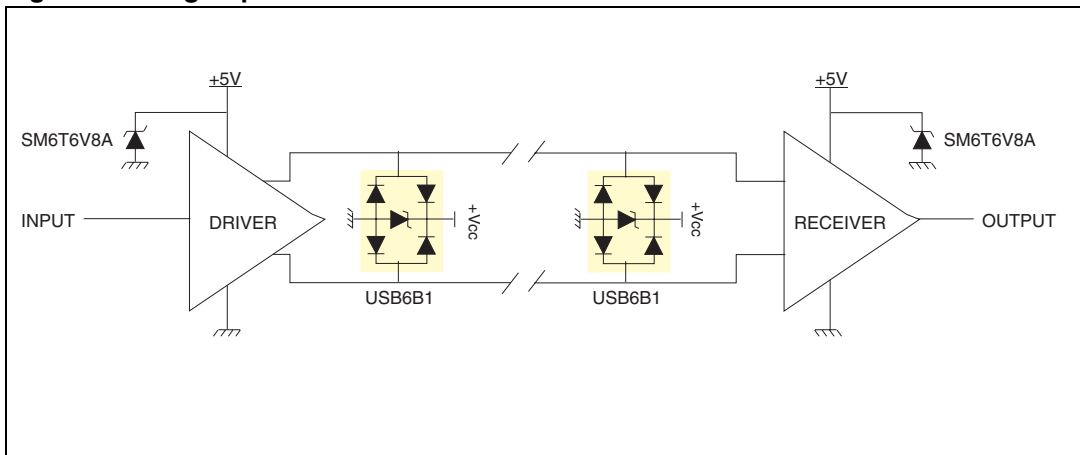 +5V
+5V
SM6T6V8A
SM6T6V8A
INPUT
DRIVER
+Vcc
+Vcc
RECEIVER
OUTPUT
USB6B1
USB6B1